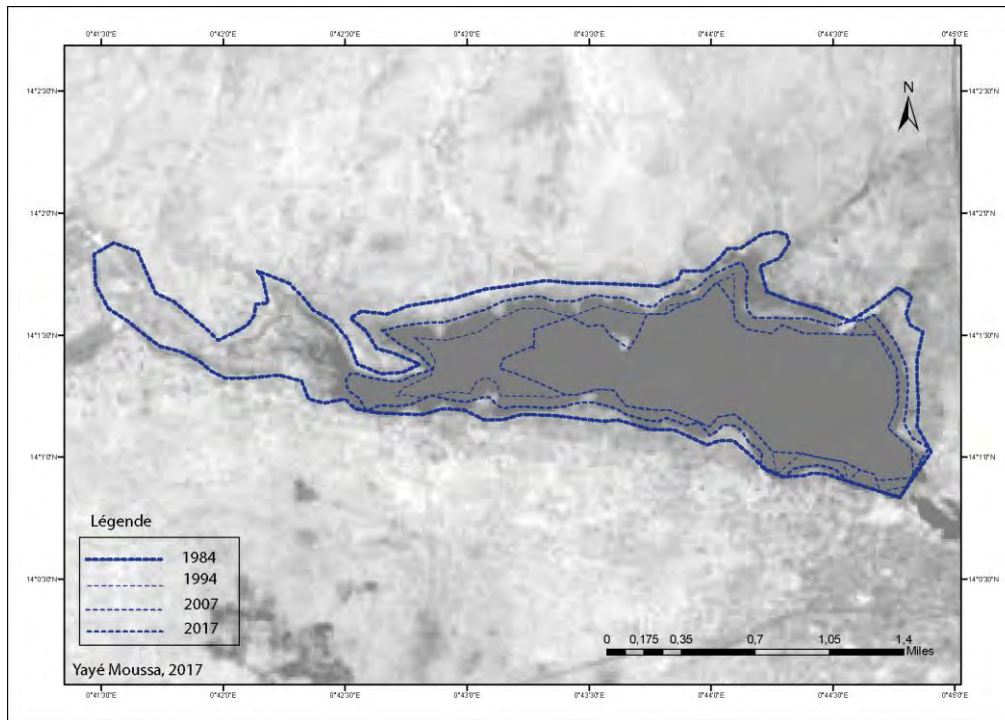 0°41'30"E 0°42'0"E 0°42'30"E 0°43'0"E 0°43'30"E 0°44'0"E 0°44'30"E 0°45'0"E
14°2'30"N 14°2'30"N
N
14°2'0"N 14°2'0"N
14°1'30"N 14°1'30"N
14°1'0"N 14°1'0"N
Légende
1984
1994
2007
2017
14°0'30"N 14°0'30"N
0 0,175 0,35 0,7 1,05 1,4
Miles
Yayé Moussa, 2017
0°41'30"E 0°42'0"E 0°42'30"E 0°43'0"E 0°43'30"E 0°44'0"E 0°44'30"E 0°45'0"E